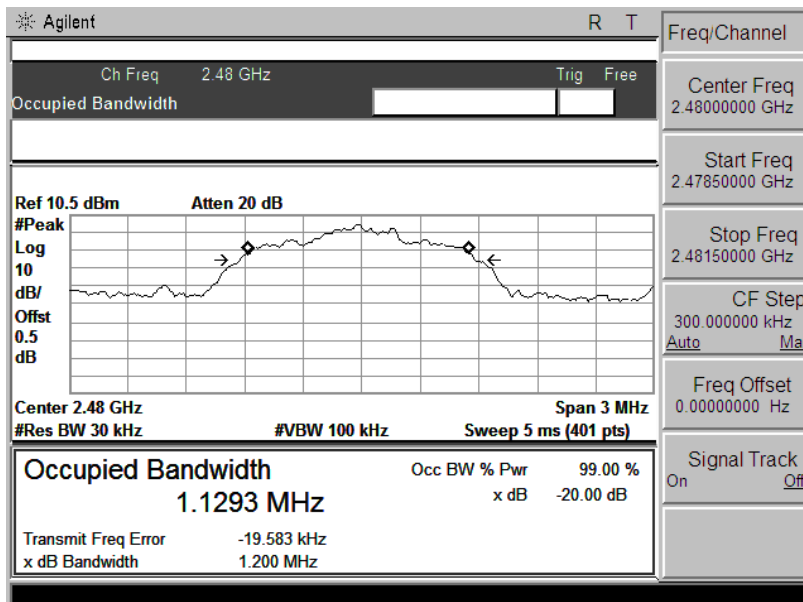 Agilent R T
Ch Freq 2.48 GHz Trig Free
Occupied Bandwidth
Ref 10.5 dBm Atten 20 dB
#Peak
Log
10
dB/
Offst
0.5
dB
Center 2.48 GHz Span 3 MHz
#Res BW 30 kHz #VBW 100 kHz Sweep 5 ms (401 pts)
Occupied Bandwidth
1.1293 MHz
Occ BW % Pwr 99.00 %
x dB -20.00 dB
Transmit Freq Error -19.583 kHz
x dB Bandwidth 1.200 MHz
Freq/Channel
Center Freq
2.48000000 GHz
Start Freq
2.47850000 GHz
Stop Freq
2.48150000 GHz
CF Step
300.000000 kHz
Auto Ma
Freq Offset
0.00000000 Hz
Signal Track
On Off